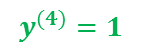 y⁽⁴⁾ = 1